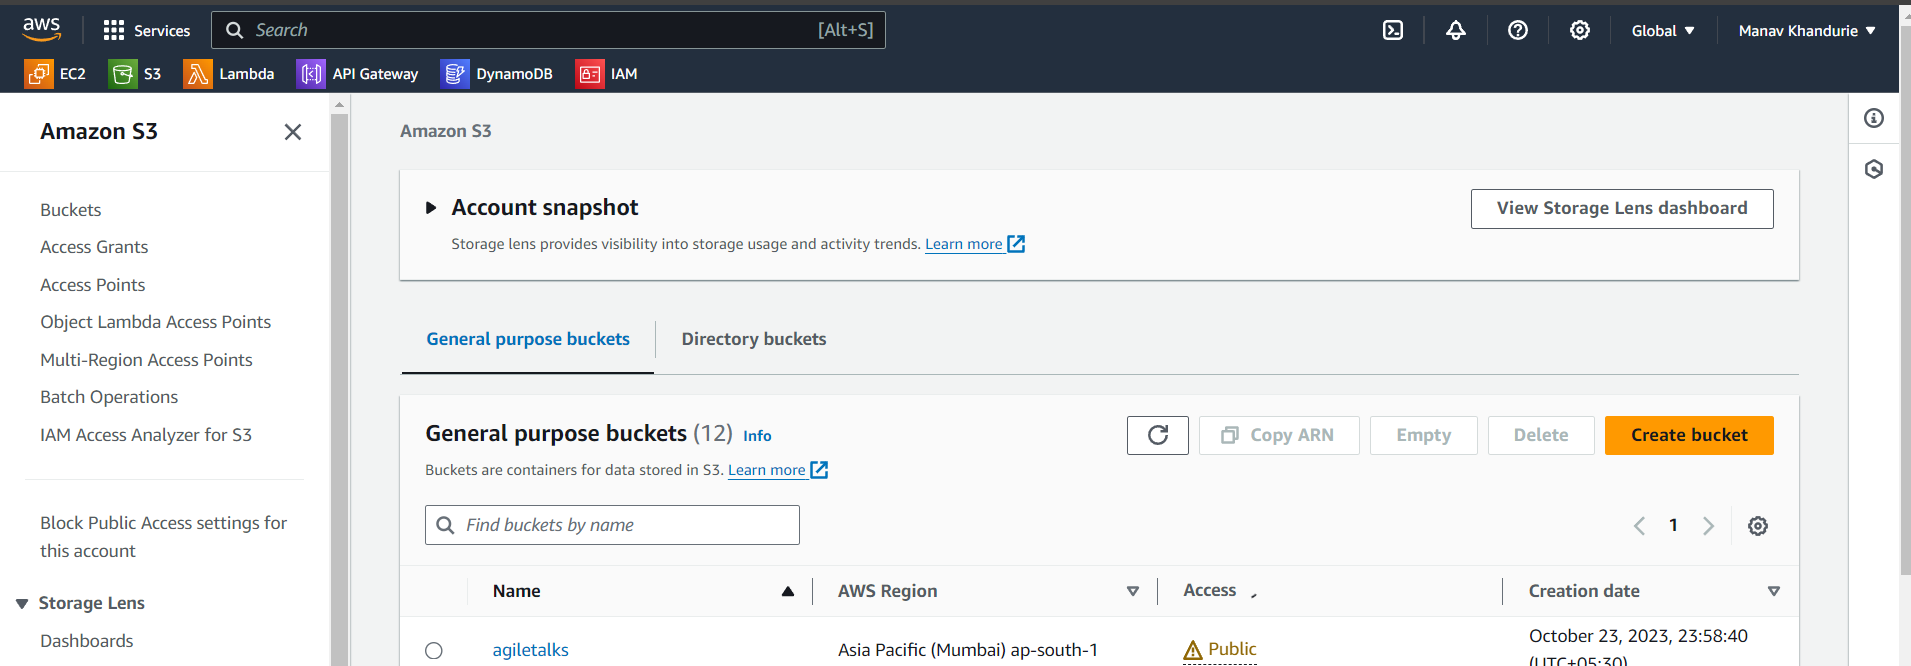 aws
Services
Search [Alt+S]
Global
Manav Khandurie
EC2
S3
Lambda
API Gateway
DynamoDB
IAM
Amazon S3
Buckets
Access Grants
Access Points
Object Lambda Access Points
Multi-Region Access Points
Batch Operations
IAM Access Analyzer for S3
Block Public Access settings for
this account
Storage Lens
Dashboards
Amazon S3
Account snapshot
View Storage Lens dashboard
Storage lens provides visibility into storage usage and activity trends. Learn more
General purpose buckets
Directory buckets
General purpose buckets (12) Info
Copy ARN
Empty
Delete
Create bucket
Buckets are containers for data stored in S3. Learn more
Find buckets by name
1
Name
AWS Region
Access
Creation date
agiletalks
Asia Pacific (Mumbai) ap-south-1
Public
October 23, 2023, 23:58:40
(UTC+05:30)